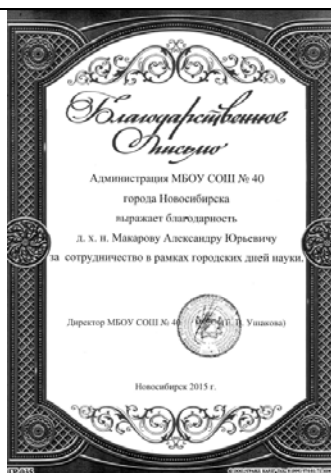 Благодарственное
письмо
Администрация МБОУ СОШ № 40
города Новосибирска
выражает благодарность
д. х. н. Макарову Александру Юрьевичу
за сотрудничество в рамках городских дней науки.
Директор МБОУ СОШ № 40 Ушакова)
Новосибирск 2015 г.